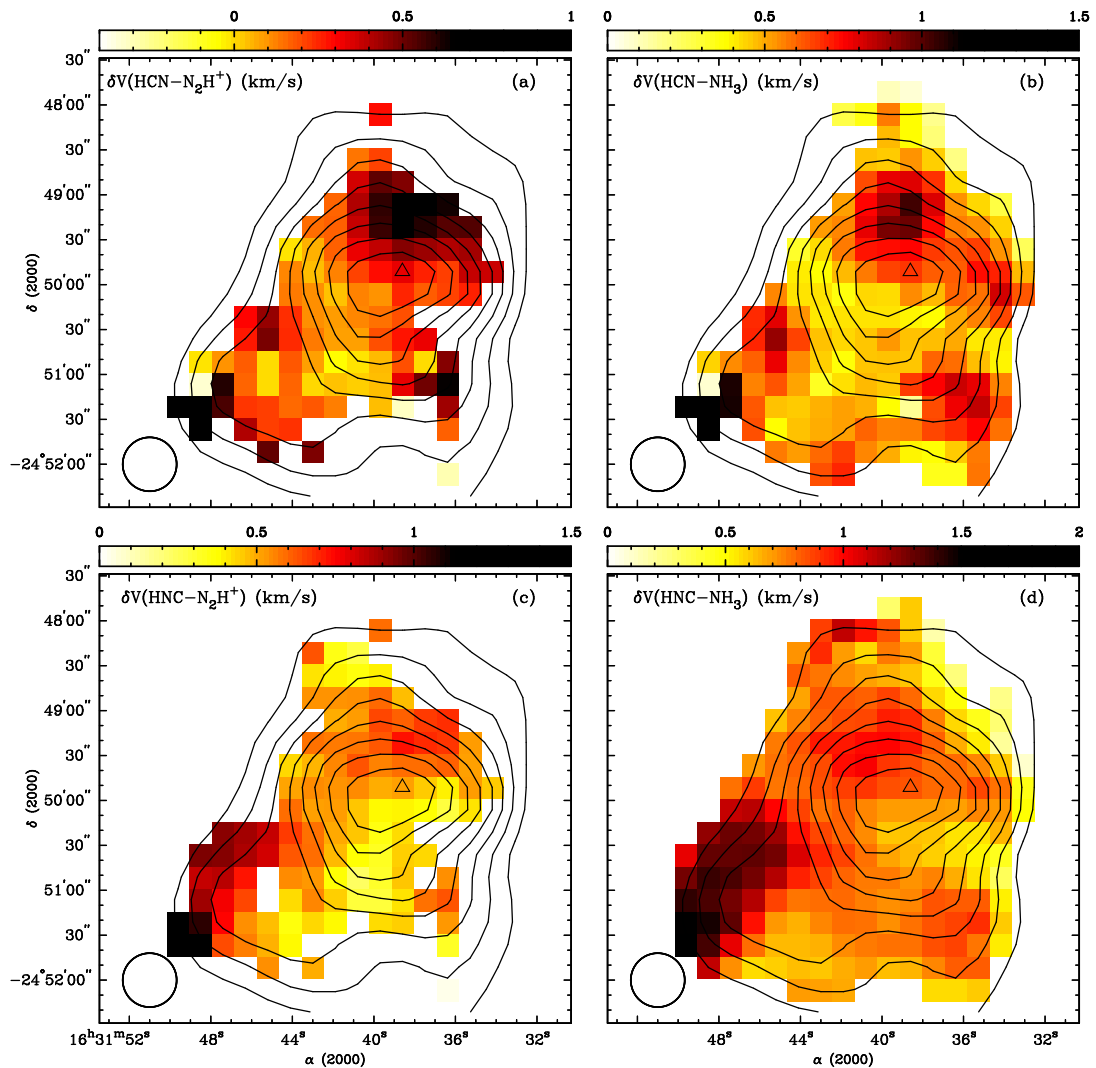 0 0.5 1
0 0.5 1 1.5
δV(HCN−N₂H⁺) (km/s) (a)
δV(HCN−NH₃) (km/s) (b)
30″
48′00″
30″
49′00″
30″
50′00″
30″
51′00″
30″
−24°52′00″
δ (2000)
0 0.5 1 1.5
0 0.5 1 1.5 2
δV(HNC−N₂H⁺) (km/s) (c)
δV(HNC−NH₃) (km/s) (d)
30″
48′00″
30″
49′00″
30″
50′00″
30″
51′00″
30″
−24°52′00″
δ (2000)
16ʰ31ᵐ52ˢ 48ˢ 44ˢ 40ˢ 36ˢ
48ˢ 44ˢ 40ˢ 36ˢ
α (2000)
α (2000)